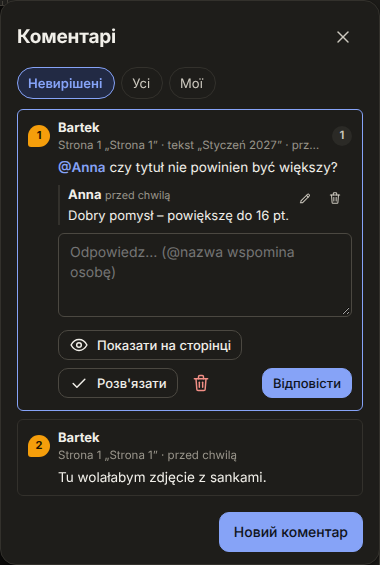 Коментарі
Невирішені
Усі
Мої
1
Bartek
Strona 1 „Strona 1” · tekst „Styczeń 2027” · prz...
1
@Anna czy tytuł nie powinien być większy?
Anna przed chwilą
Dobry pomysł – powiększę do 16 pt.
Odpowiedz... (@nazwa wspomina
osobę)
Показати на сторінці
Розв'язати
Відповісти
2
Bartek
Strona 1 „Strona 1” · przed chwilą
Tu wolałabym zdjęcie z sankami.
Новий коментар